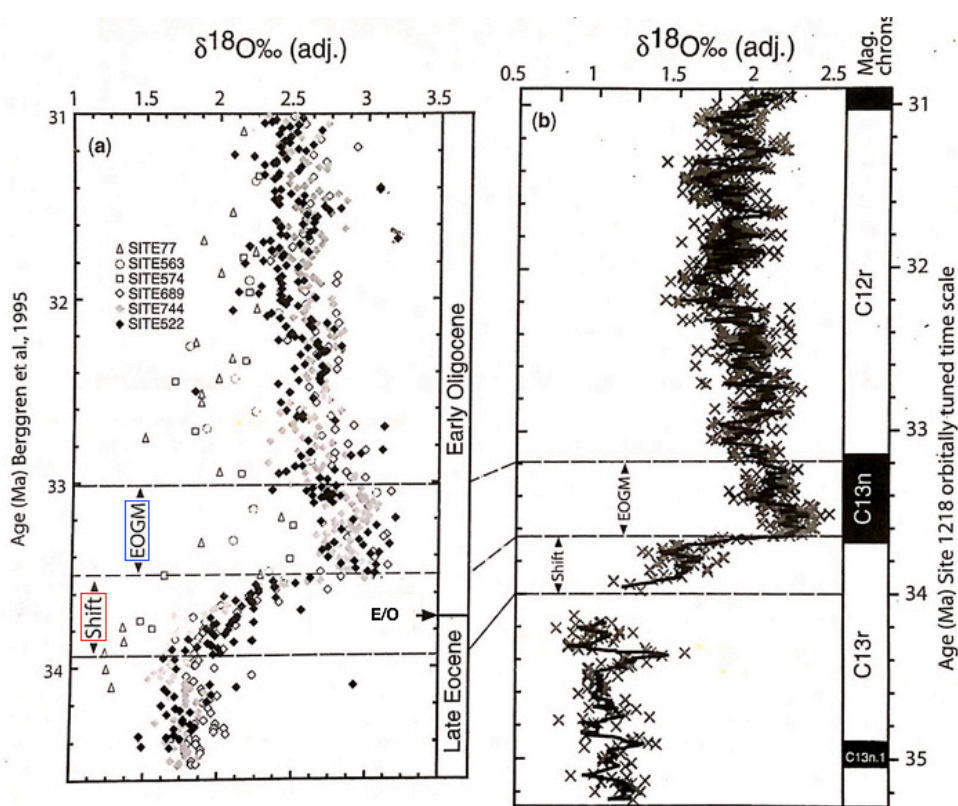 δ¹⁸O‰ (adj.)
δ¹⁸O‰ (adj.)
Mag. chrons
1 1.5 2 2.5 3 3.5
0.5 1 1.5 2 2.5
(a)
(b)
31
32
33
34
SITE77
SITE563
SITE574
SITE689
SITE744
SITE522
Age (Ma) Berggren et al., 1995
EOGM
Shift
E/O
Early Oligocene
Late Eocene
EOGM
Shift
C12r
C13n
C13r
C13n.1
31
32
33
34
35
Age (Ma) Site 1218 orbitally tuned time scale